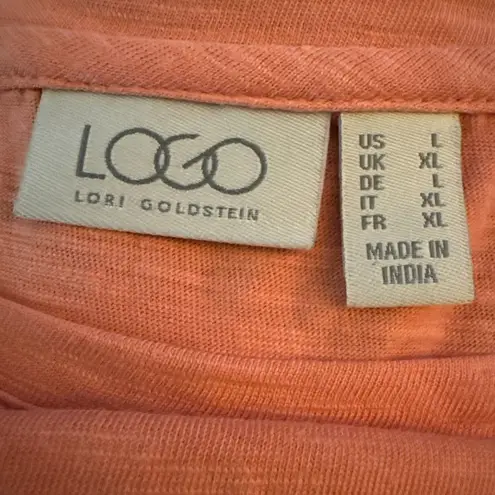 LOGO
LORI GOLDSTEIN
US L
UK XL
DE L
IT XL
FR XL
MADE IN
INDIA